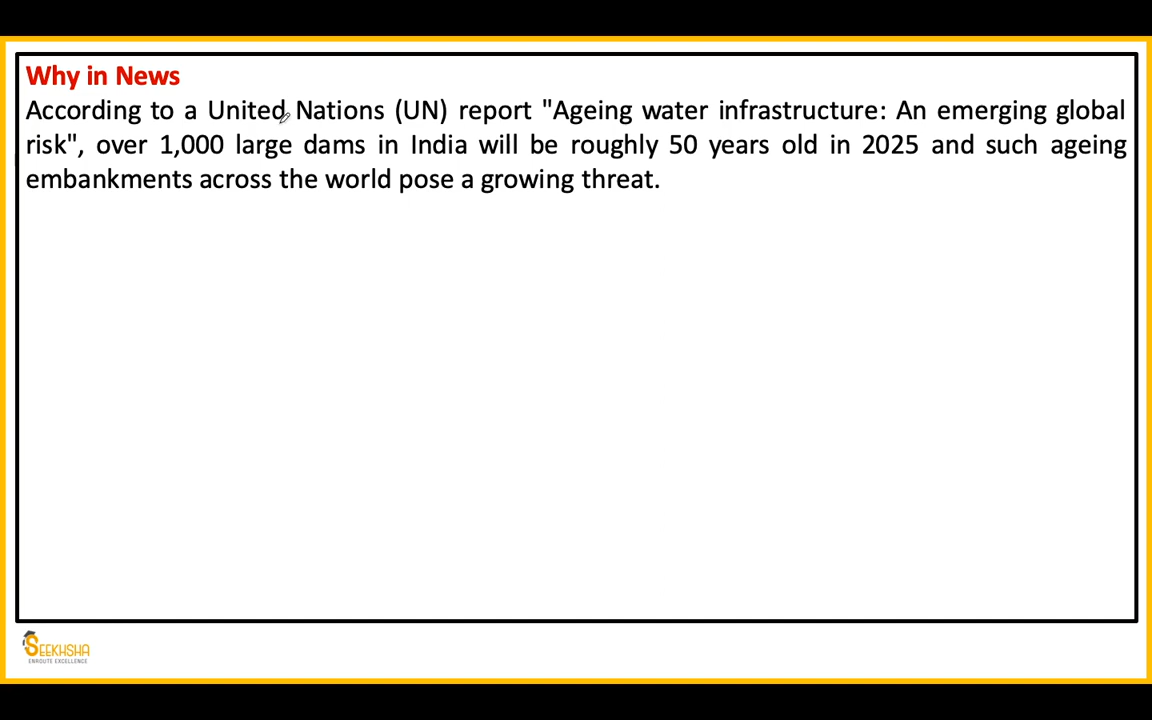 Why in News
According to a United Nations (UN) report "Ageing water infrastructure: An emerging global
risk", over 1,000 large dams in India will be roughly 50 years old in 2025 and such ageing
embankments across the world pose a growing threat.
SEEKHSHA
ENROUTE EXCELLENCE